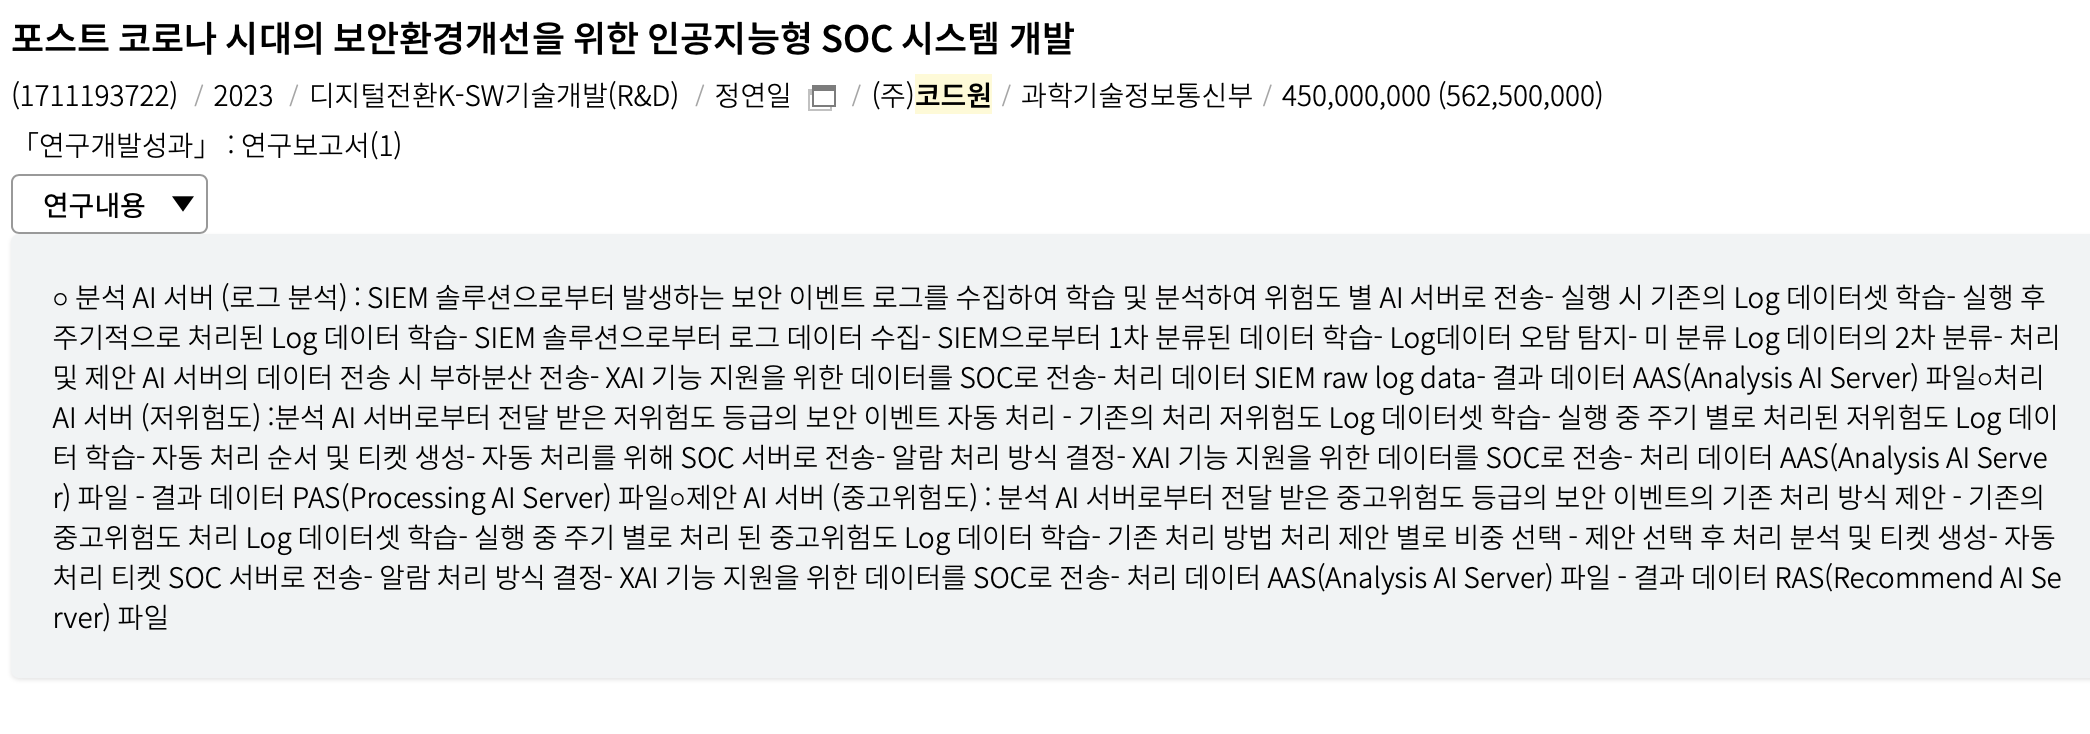 포스트 코로나 시대의 보안환경개선을 위한 인공지능형 SOC 시스템 개발
(1711193722) / 2023 / 디지털전환K-SW기술개발(R&D) / 정연일 / (주)코드원 / 과학기술정보통신부 / 450,000,000 (562,500,000)
「연구개발성과」 : 연구보고서(1)
연구내용 ▼
○ 분석 AI 서버 (로그 분석) : SIEM 솔루션으로부터 발생하는 보안 이벤트 로그를 수집하여 학습 및 분석하여 위험도 별 AI 서버로 전송- 실행 시 기존의 Log 데이터셋 학습- 실행 후
주기적으로 처리된 Log 데이터 학습- SIEM 솔루션으로부터 로그 데이터 수집- SIEM으로부터 1차 분류된 데이터 학습- Log데이터 오탐 탐지- 미 분류 Log 데이터의 2차 분류- 처리
및 제안 AI 서버의 데이터 전송 시 부하분산 전송- XAI 기능 지원을 위한 데이터를 SOC로 전송- 처리 데이터 SIEM raw log data- 결과 데이터 AAS(Analysis AI Server) 파일○처리
AI 서버 (저위험도) :분석 AI 서버로부터 전달 받은 저위험도 등급의 보안 이벤트 자동 처리 - 기존의 처리 저위험도 Log 데이터셋 학습- 실행 중 주기 별로 처리된 저위험도 Log 데이
터 학습- 자동 처리 순서 및 티켓 생성- 자동 처리를 위해 SOC 서버로 전송- 알람 처리 방식 결정- XAI 기능 지원을 위한 데이터를 SOC로 전송- 처리 데이터 AAS(Analysis AI Serve
r) 파일 - 결과 데이터 PAS(Processing AI Server) 파일○제안 AI 서버 (중고위험도) : 분석 AI 서버로부터 전달 받은 중고위험도 등급의 보안 이벤트의 기존 처리 방식 제안 - 기존의
중고위험도 처리 Log 데이터셋 학습- 실행 중 주기 별로 처리 된 중고위험도 Log 데이터 학습- 기존 처리 방법 처리 제안 별로 비중 선택 - 제안 선택 후 처리 분석 및 티켓 생성- 자동
처리 티켓 SOC 서버로 전송- 알람 처리 방식 결정- XAI 기능 지원을 위한 데이터를 SOC로 전송- 처리 데이터 AAS(Analysis AI Server) 파일 - 결과 데이터 RAS(Recommend AI Se
rver) 파일